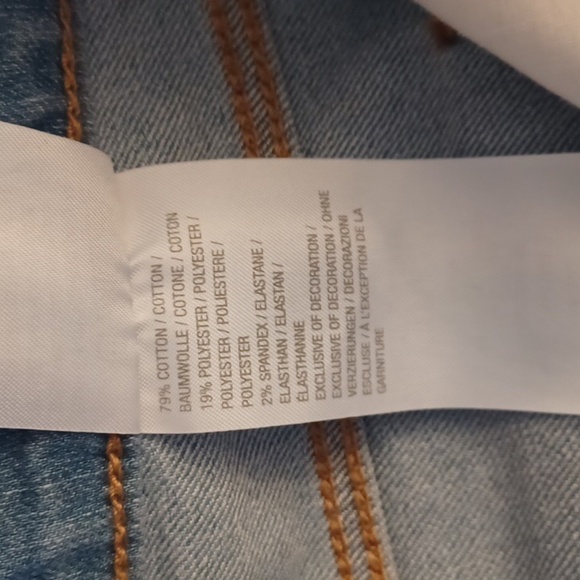 79% COTTON / COTTON /
BAUMWOLLE / COTONE / COTON
19% POLYESTER / POLYESTER /
POLYESTER / POLIESTERE /
POLYESTER
2% SPANDEX / ELASTANE /
ELASTHAN / ELASTAN /
ÉLASTHANNE
EXCLUSIVE OF DECORATION /
EXCLUSIVE OF DECORATION / OHNE
VERZIERUNGEN / DECORAZIONI
ESCLUSE / À L'EXCEPTION DE LA
GARNITURE